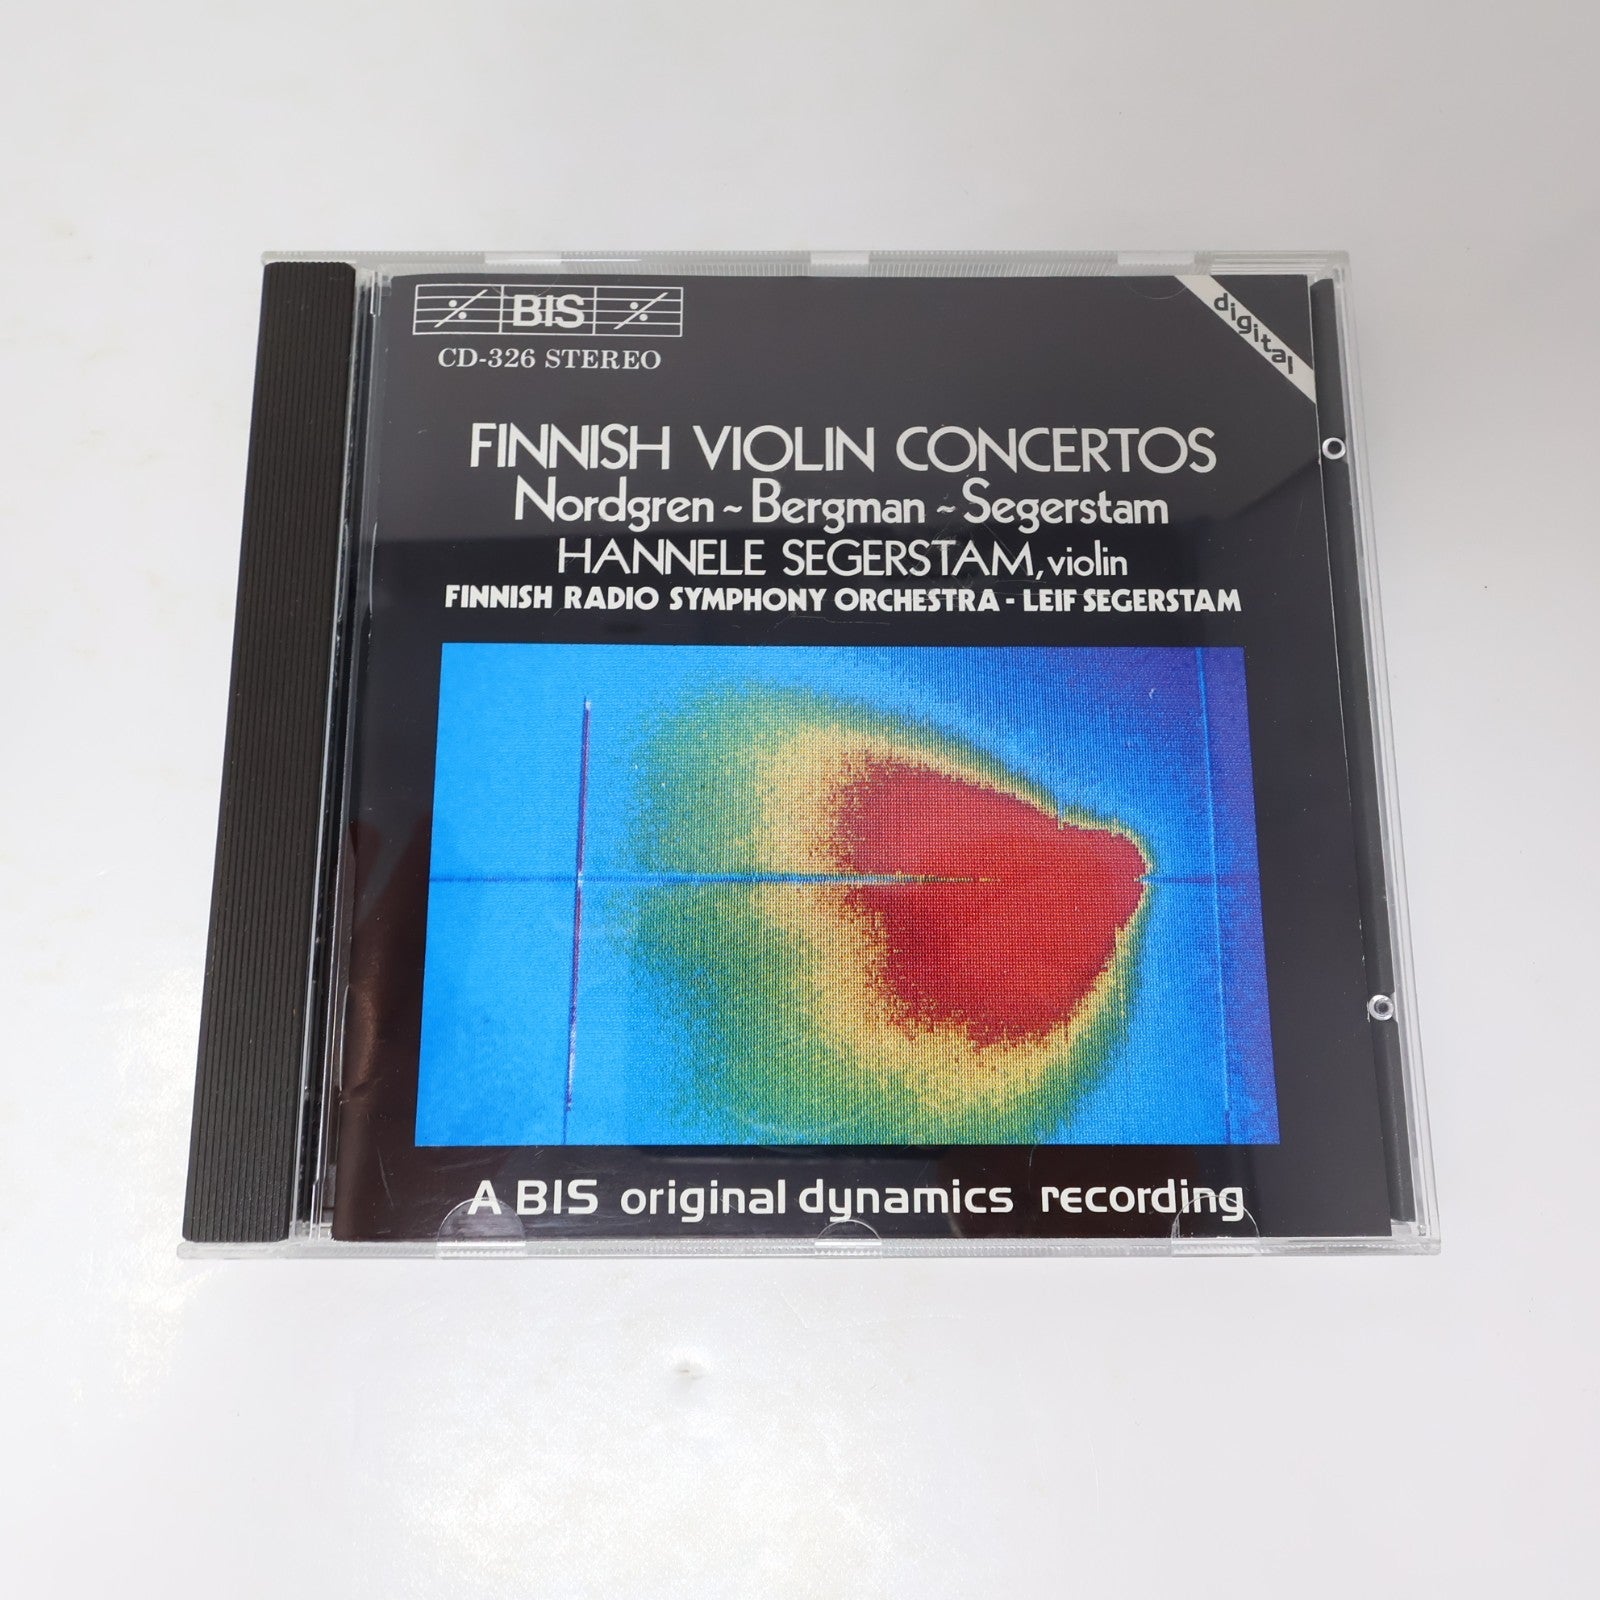 BIS
digital
CD-326 STEREO
FINNISH VIOLIN CONCERTOS
Nordgren ~ Bergman ~ Segerstam
HANNELE SEGERSTAM, violin
FINNISH RADIO SYMPHONY ORCHESTRA - LEIF SEGERSTAM
A BIS original dynamics recording